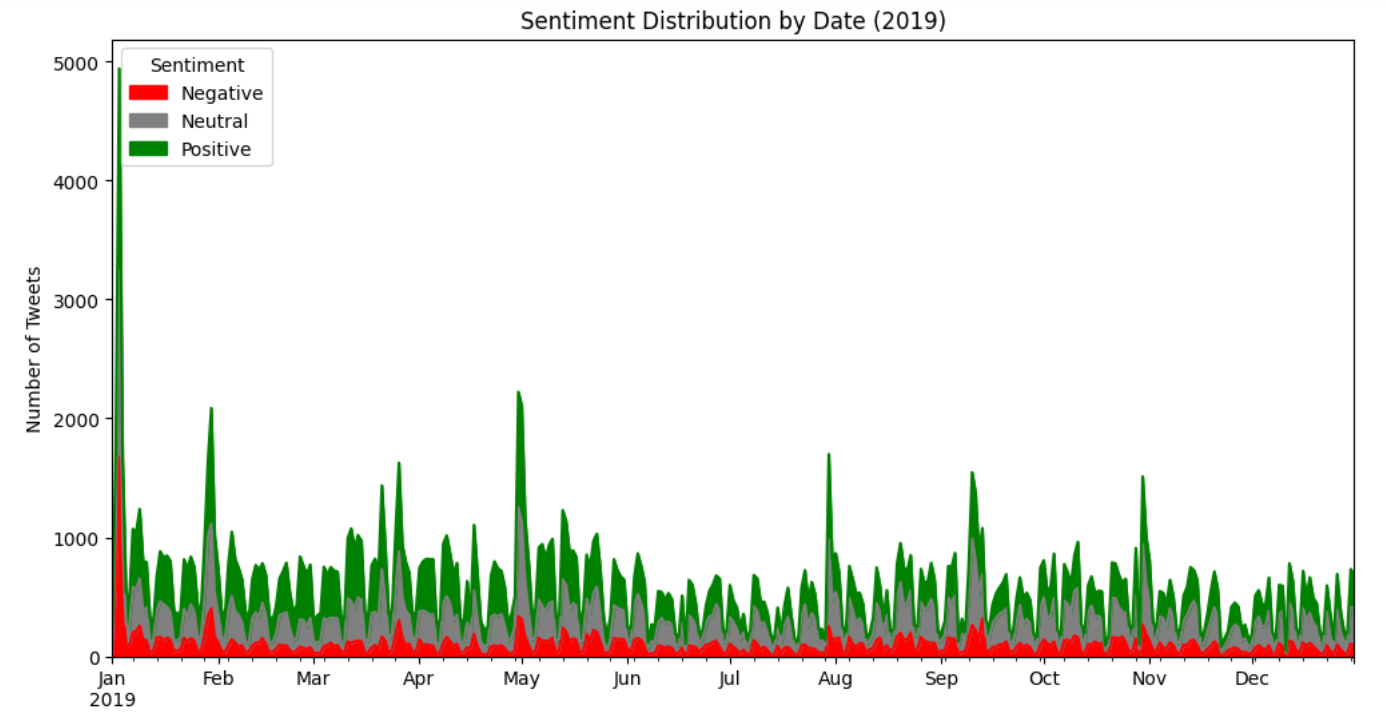 Sentiment Distribution by Date (2019)
Sentiment
Negative
Neutral
Positive
Number of Tweets
5000
4000
3000
2000
1000
0
Jan Feb Mar Apr May Jun Jul Aug Sep Oct Nov Dec
2019